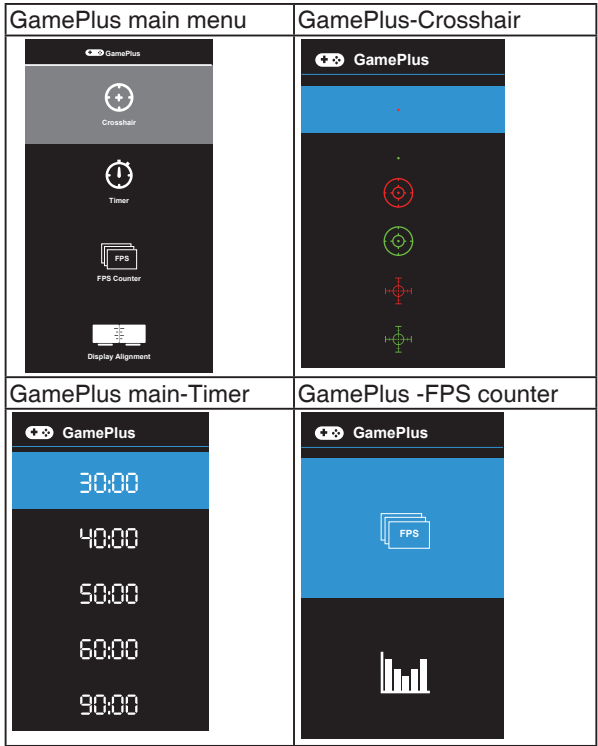 GamePlus main menu
GamePlus-Crosshair
GamePlus
Crosshair
Timer
FPS
FPS Counter
Display Alignment
GamePlus
GamePlus main-Timer
GamePlus -FPS counter
GamePlus
30:00
40:00
50:00
60:00
90:00
GamePlus
FPS